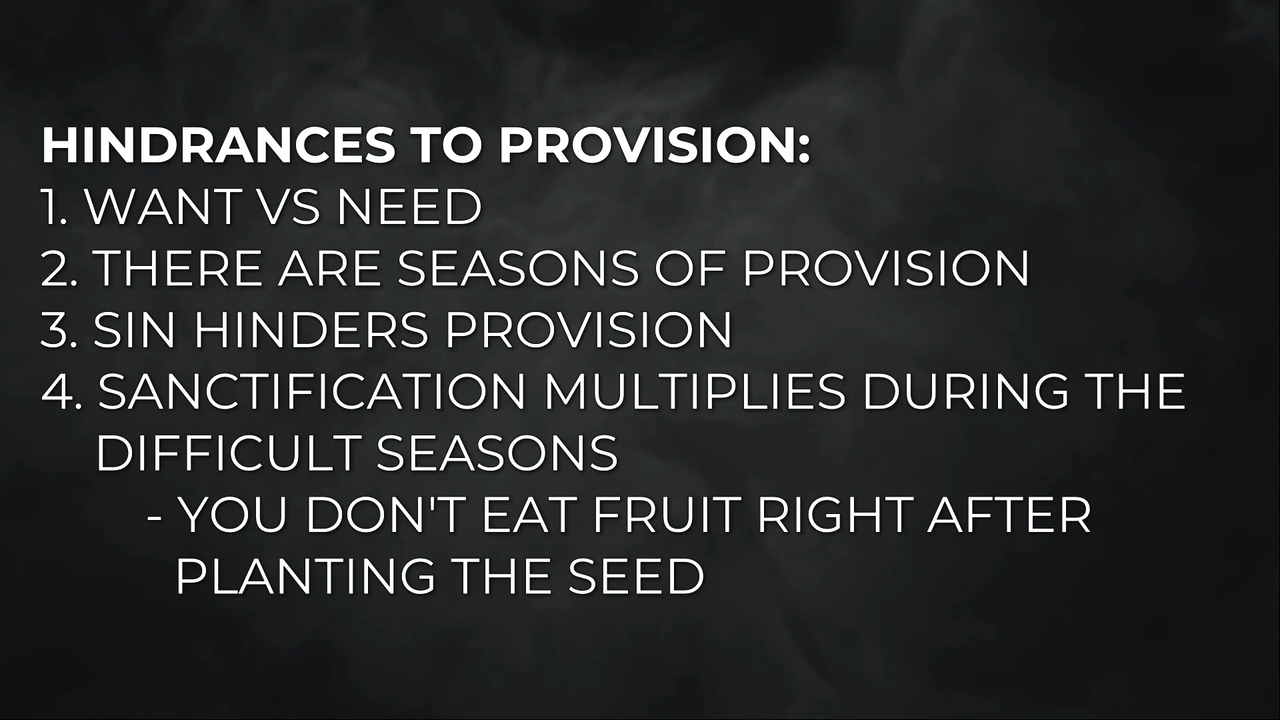 HINDRANCES TO PROVISION:
1. WANT VS NEED
2. THERE ARE SEASONS OF PROVISION
3. SIN HINDERS PROVISION
4. SANCTIFICATION MULTIPLIES DURING THE
DIFFICULT SEASONS
- YOU DON'T EAT FRUIT RIGHT AFTER
PLANTING THE SEED